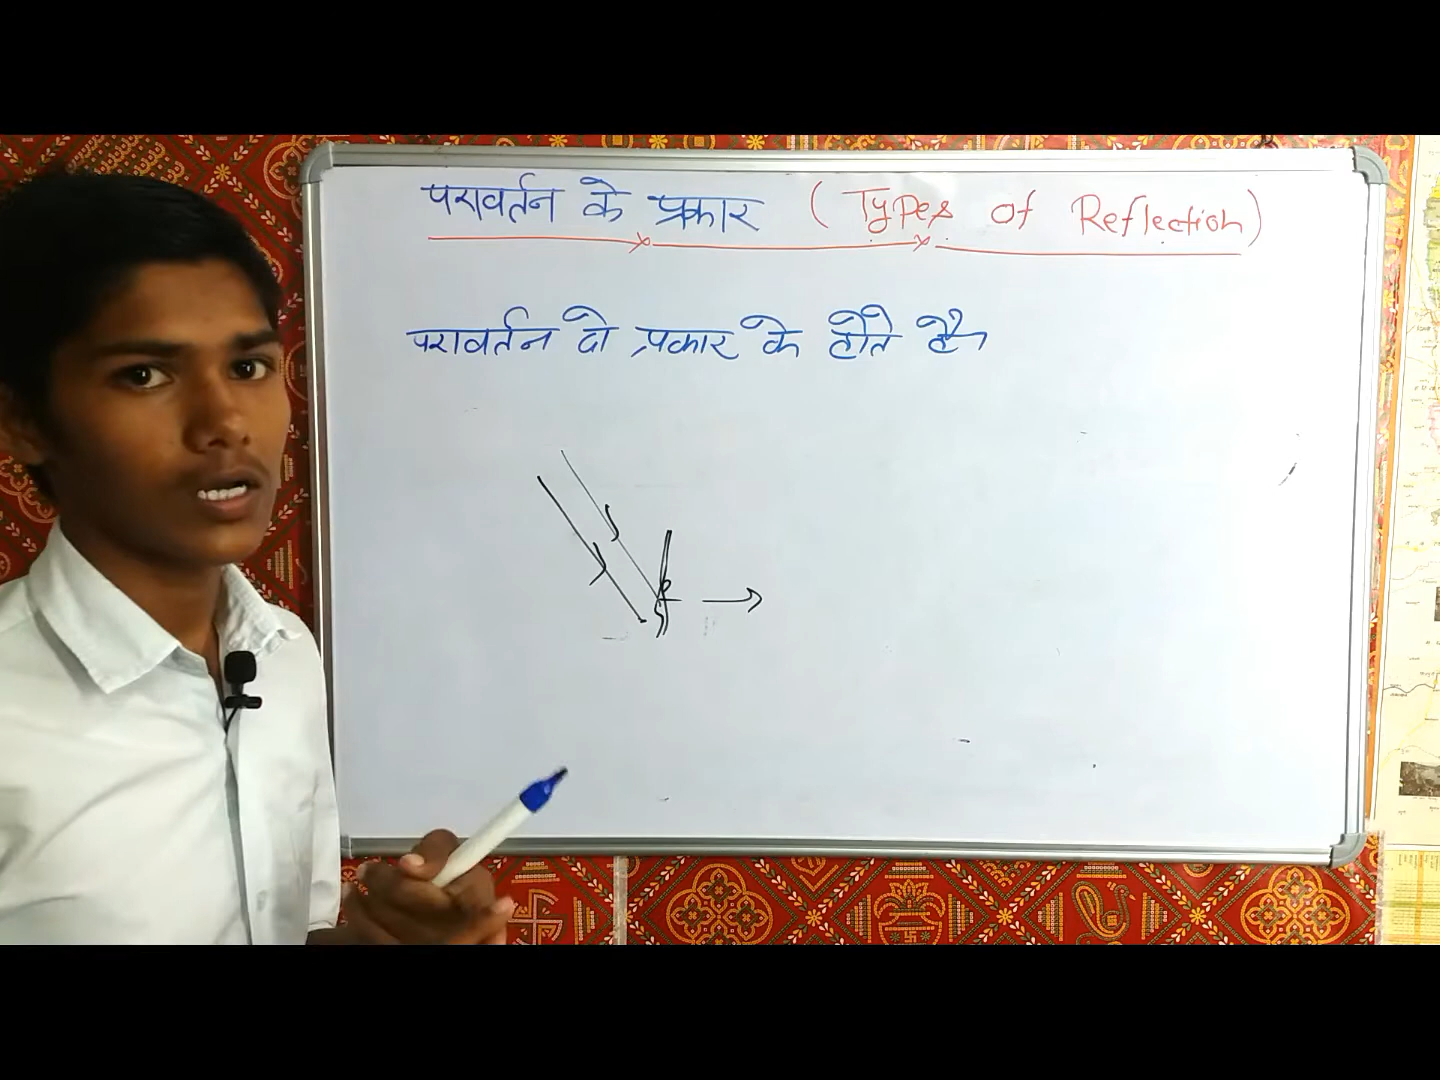 परावर्तन के प्रकार (Types of Reflection)
परावर्तन दो प्रकार के होते है